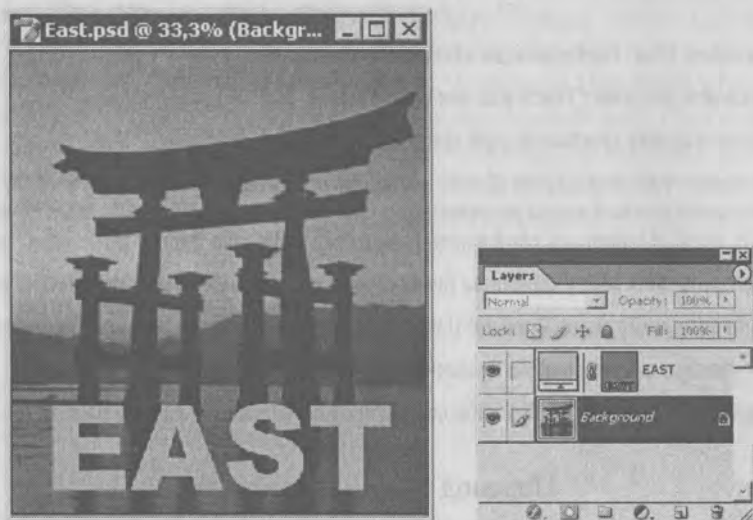 East.psd @ 33,3% (Backgr...
EAST
Layers
Normal
Opacity: 100%
Lock:
Fill: 100%
EAST
Background